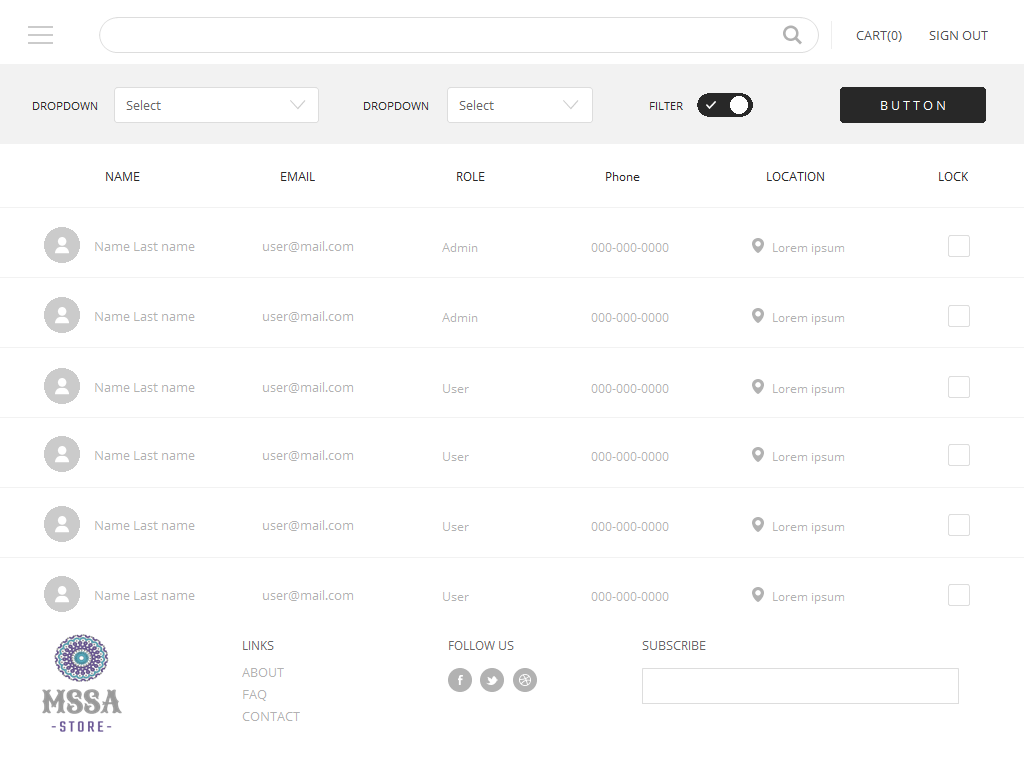 CART(0) SIGN OUT
DROPDOWN Select DROPDOWN Select FILTER BUTTON
NAME EMAIL ROLE Phone LOCATION LOCK
Name Last name user@mail.com Admin 000-000-0000 Lorem ipsum
Name Last name user@mail.com Admin 000-000-0000 Lorem ipsum
Name Last name user@mail.com User 000-000-0000 Lorem ipsum
Name Last name user@mail.com User 000-000-0000 Lorem ipsum
Name Last name user@mail.com User 000-000-0000 Lorem ipsum
Name Last name user@mail.com User 000-000-0000 Lorem ipsum
MSSA
-STORE-
LINKS
ABOUT
FAQ
CONTACT
FOLLOW US
SUBSCRIBE